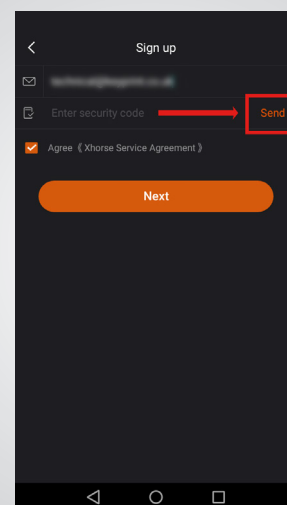 Sign up
Enter security code Send
Agree《 Xhorse Service Agreement 》
Next